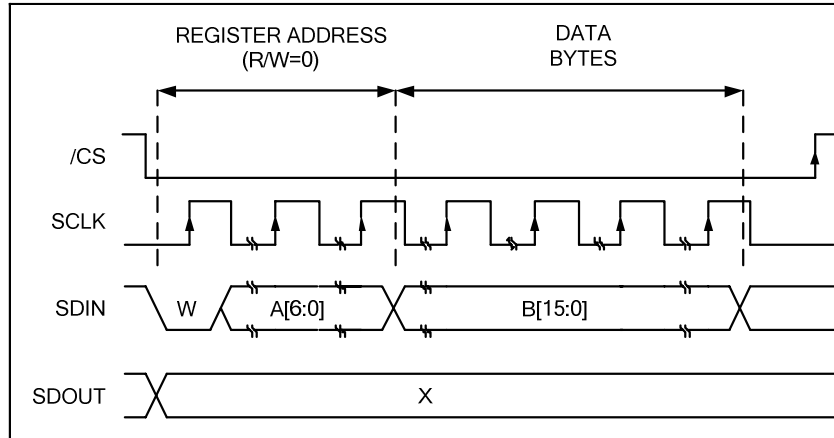 REGISTER ADDRESS
(R/W=0)
DATA
BYTES
/CS
SCLK
SDIN
W
A[6:0]
B[15:0]
SDOUT
X